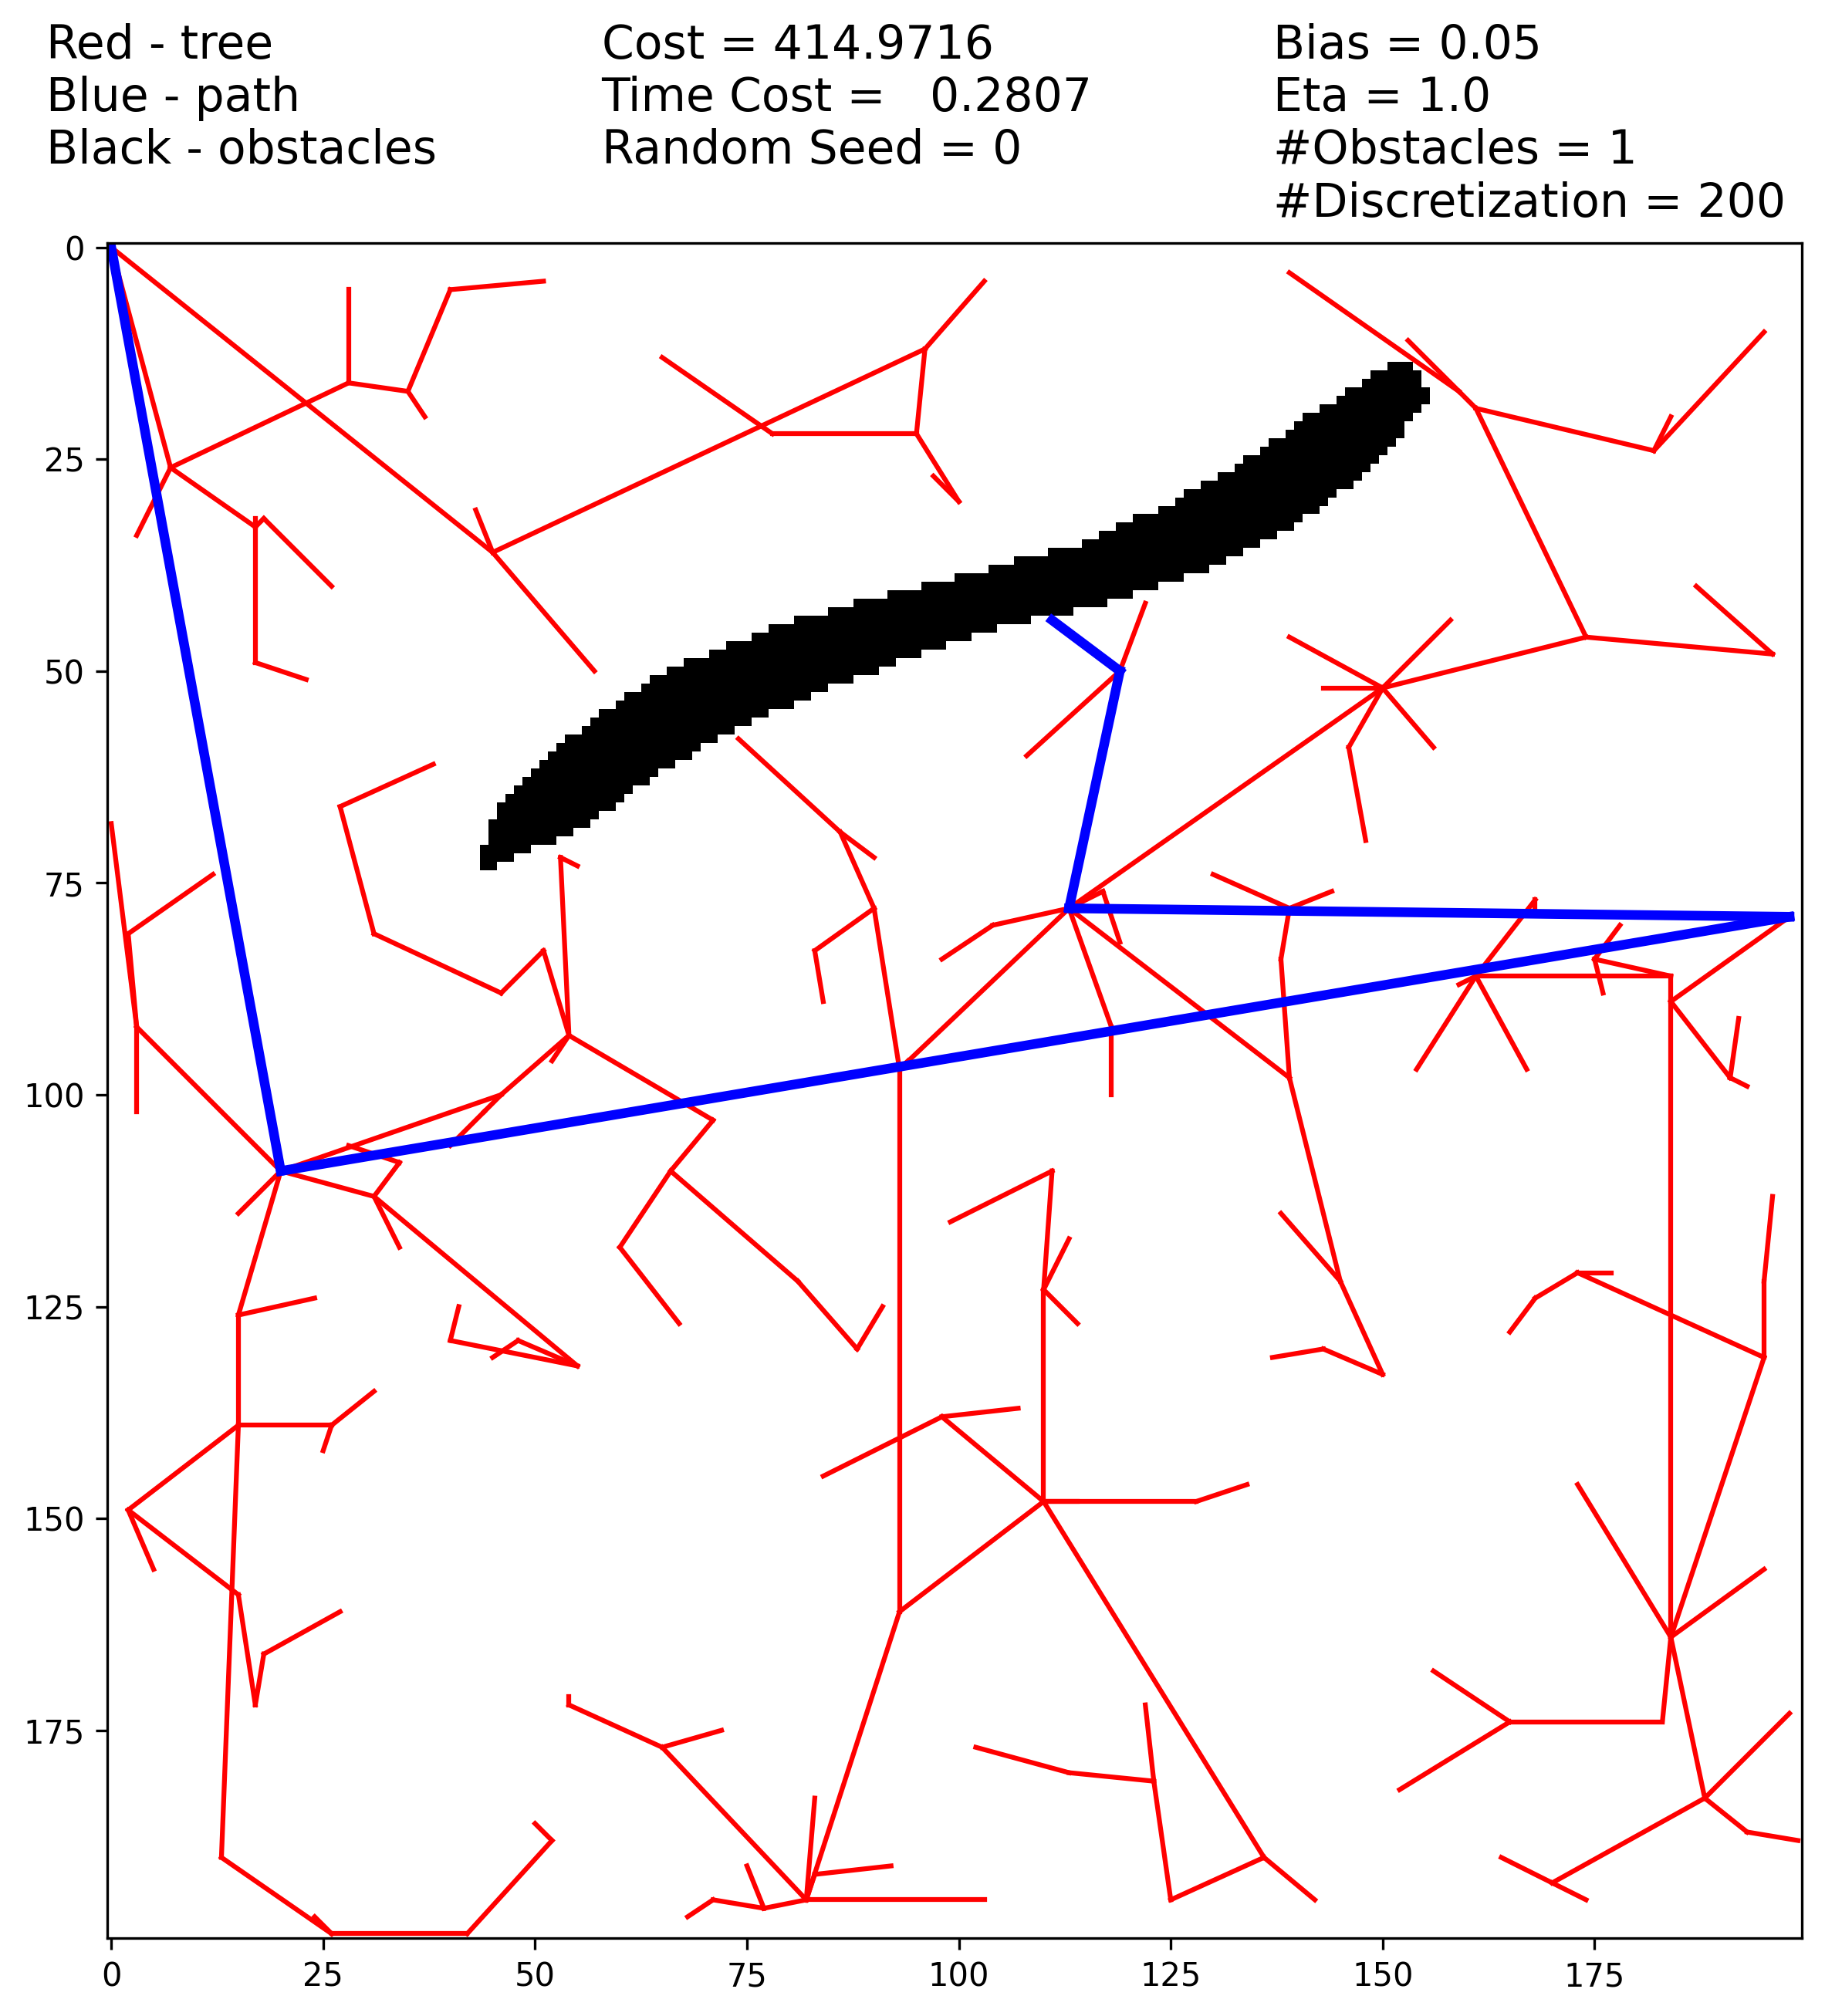 Red - tree
Blue - path
Black - obstacles
Cost = 414.9716
Time Cost =   0.2807
Random Seed = 0
Bias = 0.05
Eta = 1.0
#Obstacles = 1
#Discretization = 200
0
25
50
75
100
125
150
175
0 25 50 75 100 125 150 175